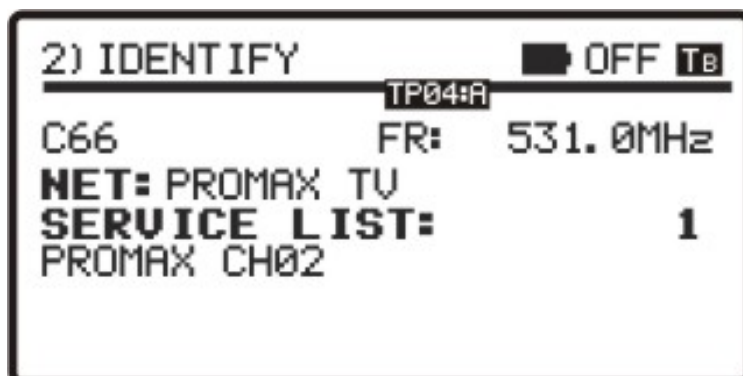 2) IDENTIFY OFF TB
TP04:A
C66 FR: 531.0MHz
NET: PROMAX TV
SERVICE LIST: 1
PROMAX CH02